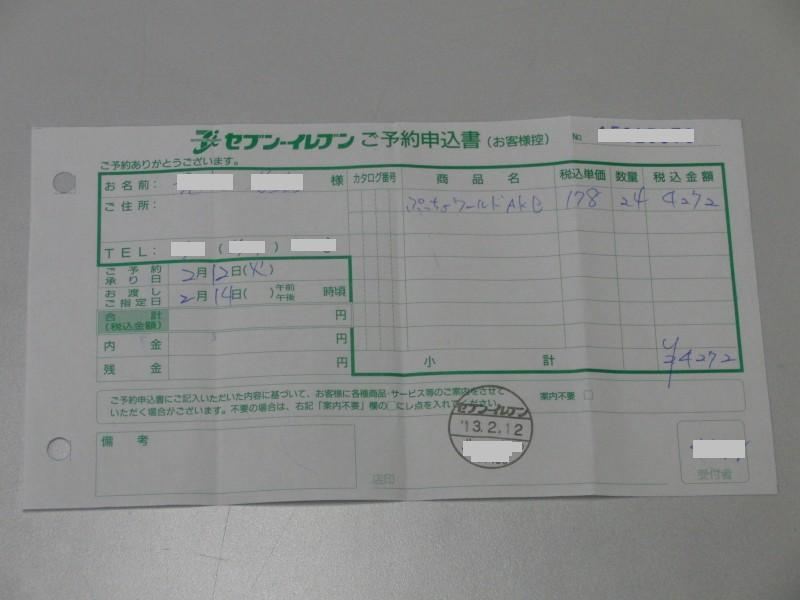 セブン-イレブン ご予約申込書(お客様控)
No
ご予約ありがとうございます。
お名前: 様
ご住所:
TEL: ( )
カタログ番号 商品名 税込単価 数量 税込金額
ぷっちょワールドAKB 178 24 4272
ご予約承り日 2月12日(火)
お渡しご指定日 2月14日( ) 午前 午後 時頃
合計(税込金額) 円
内金 円
残金 円
小計 ¥4272
ご予約申込書にご記入いただいた内容に基づいて、お客様に各種商品・サービス等のご案内をさせて
いただく場合がございます。不要の場合は、右記「案内不要」欄の□にレ点を入れてください。
案内不要 □
備考
店印
セブン-イレブン
'13.2.12
受付者